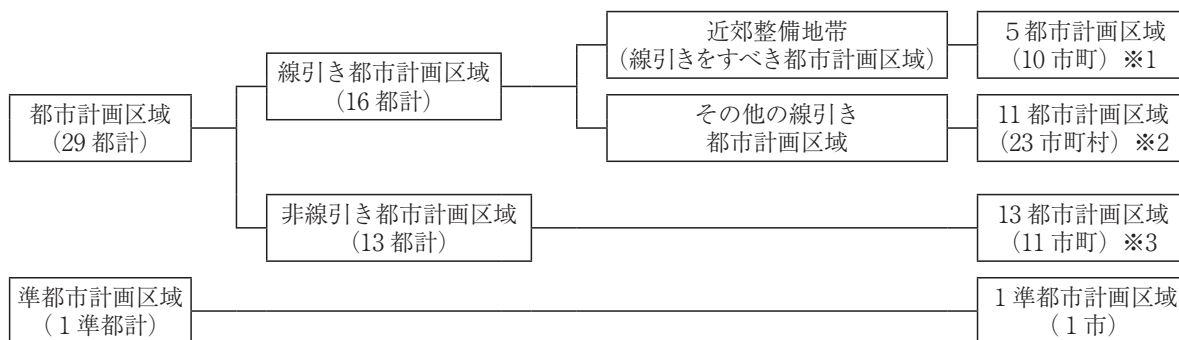 都市計画区域
（29 都計）
線引き都市計画区域
（16 都計）
近郊整備地帯
（線引きをすべき都市計画区域）
5 都市計画区域
（10 市町）※1
その他の線引き
都市計画区域
11 都市計画区域
（23 市町村）※2
非線引き都市計画区域
（13 都計）
13 都市計画区域
（11 市町）※3
準都市計画区域
（1 準都計）
1 準都市計画区域
（1 市）